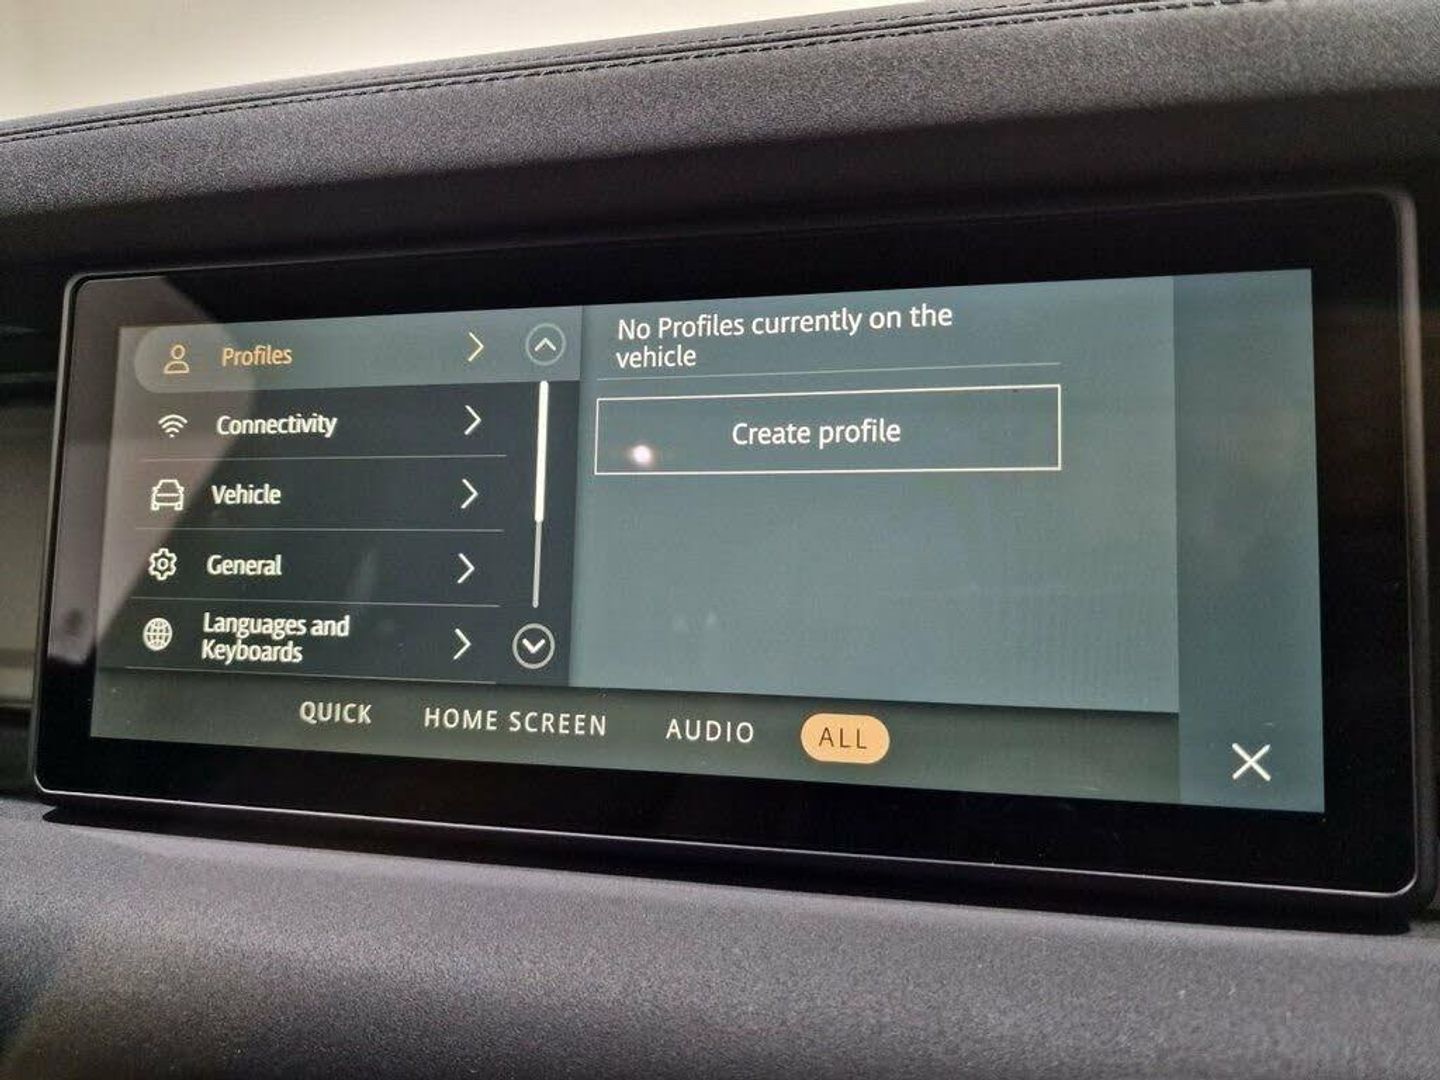 Profiles
Connectivity
Vehicle
General
Languages and
Keyboards
No Profiles currently on the
vehicle
Create profile
QUICK
HOME SCREEN
AUDIO
ALL